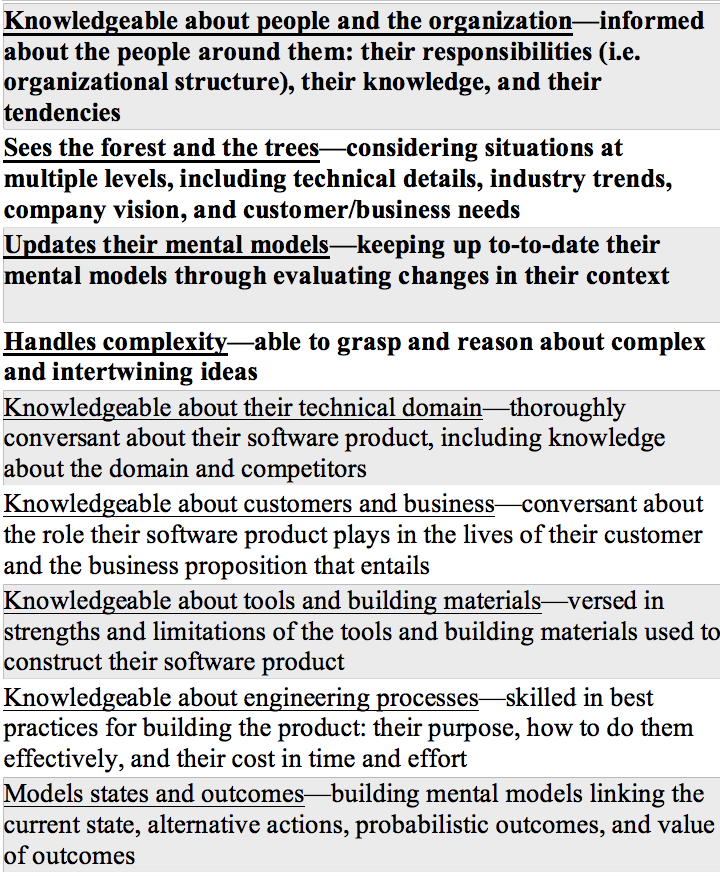 Knowledgeable about people and the organization—informed
about the people around them: their responsibilities (i.e.
organizational structure), their knowledge, and their
tendencies
Sees the forest and the trees—considering situations at
multiple levels, including technical details, industry trends,
company vision, and customer/business needs
Updates their mental models—keeping up to-to-date their
mental models through evaluating changes in their context
Handles complexity—able to grasp and reason about complex
and intertwining ideas
Knowledgeable about their technical domain—thoroughly
conversant about their software product, including knowledge
about the domain and competitors
Knowledgeable about customers and business—conversant about
the role their software product plays in the lives of their customer
and the business proposition that entails
Knowledgeable about tools and building materials—versed in
strengths and limitations of the tools and building materials used to
construct their software product
Knowledgeable about engineering processes—skilled in best
practices for building the product: their purpose, how to do them
effectively, and their cost in time and effort
Models states and outcomes—building mental models linking the
current state, alternative actions, probabilistic outcomes, and value
of outcomes